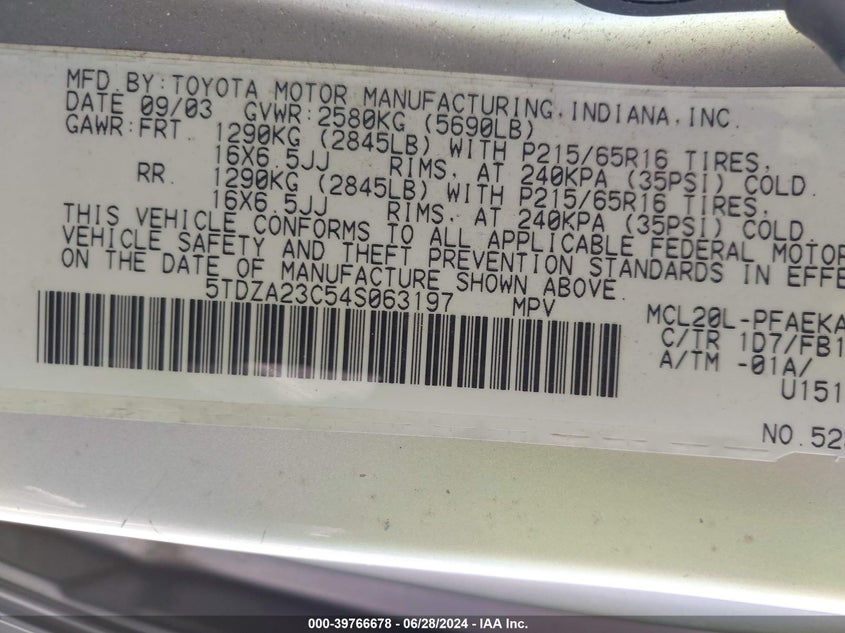 MFD. BY: TOYOTA MOTOR MANUFACTURING, INDIANA, INC.
DATE 09/03 GVWR: 2580KG (5690LB)
GAWR: FRT. 1290KG (2845LB) WITH P215/65R16 TIRES,
16X6.5JJ RIMS, AT 240KPA (35PSI) COLD.
RR. 1290KG (2845LB) WITH P215/65R16 TIRES,
16X6.5JJ RIMS, AT 240KPA (35PSI) COLD.
THIS VEHICLE CONFORMS TO ALL APPLICABLE FEDERAL MOTOR
VEHICLE SAFETY AND THEFT PREVENTION STANDARDS IN EFFE
ON THE DATE OF MANUFACTURE SHOWN ABOVE.
5TDZA23C54S063197 MPV
MCL20L-PFAEKA
C/TR 1D7/FB1
A/TM -01A/
U151
NO. 52
000-39766678 - 06/28/2024 - IAA Inc.